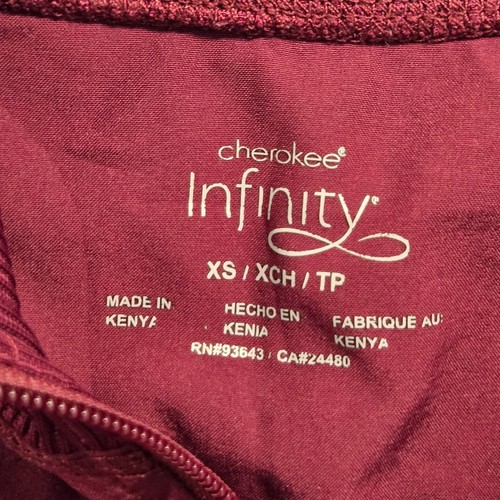 cherokee®
Infinity®
XS / XCH / TP
MADE IN HECHO EN FABRIQUE AU:
KENYA KENIA KENYA
RN#93643 / CA#24480